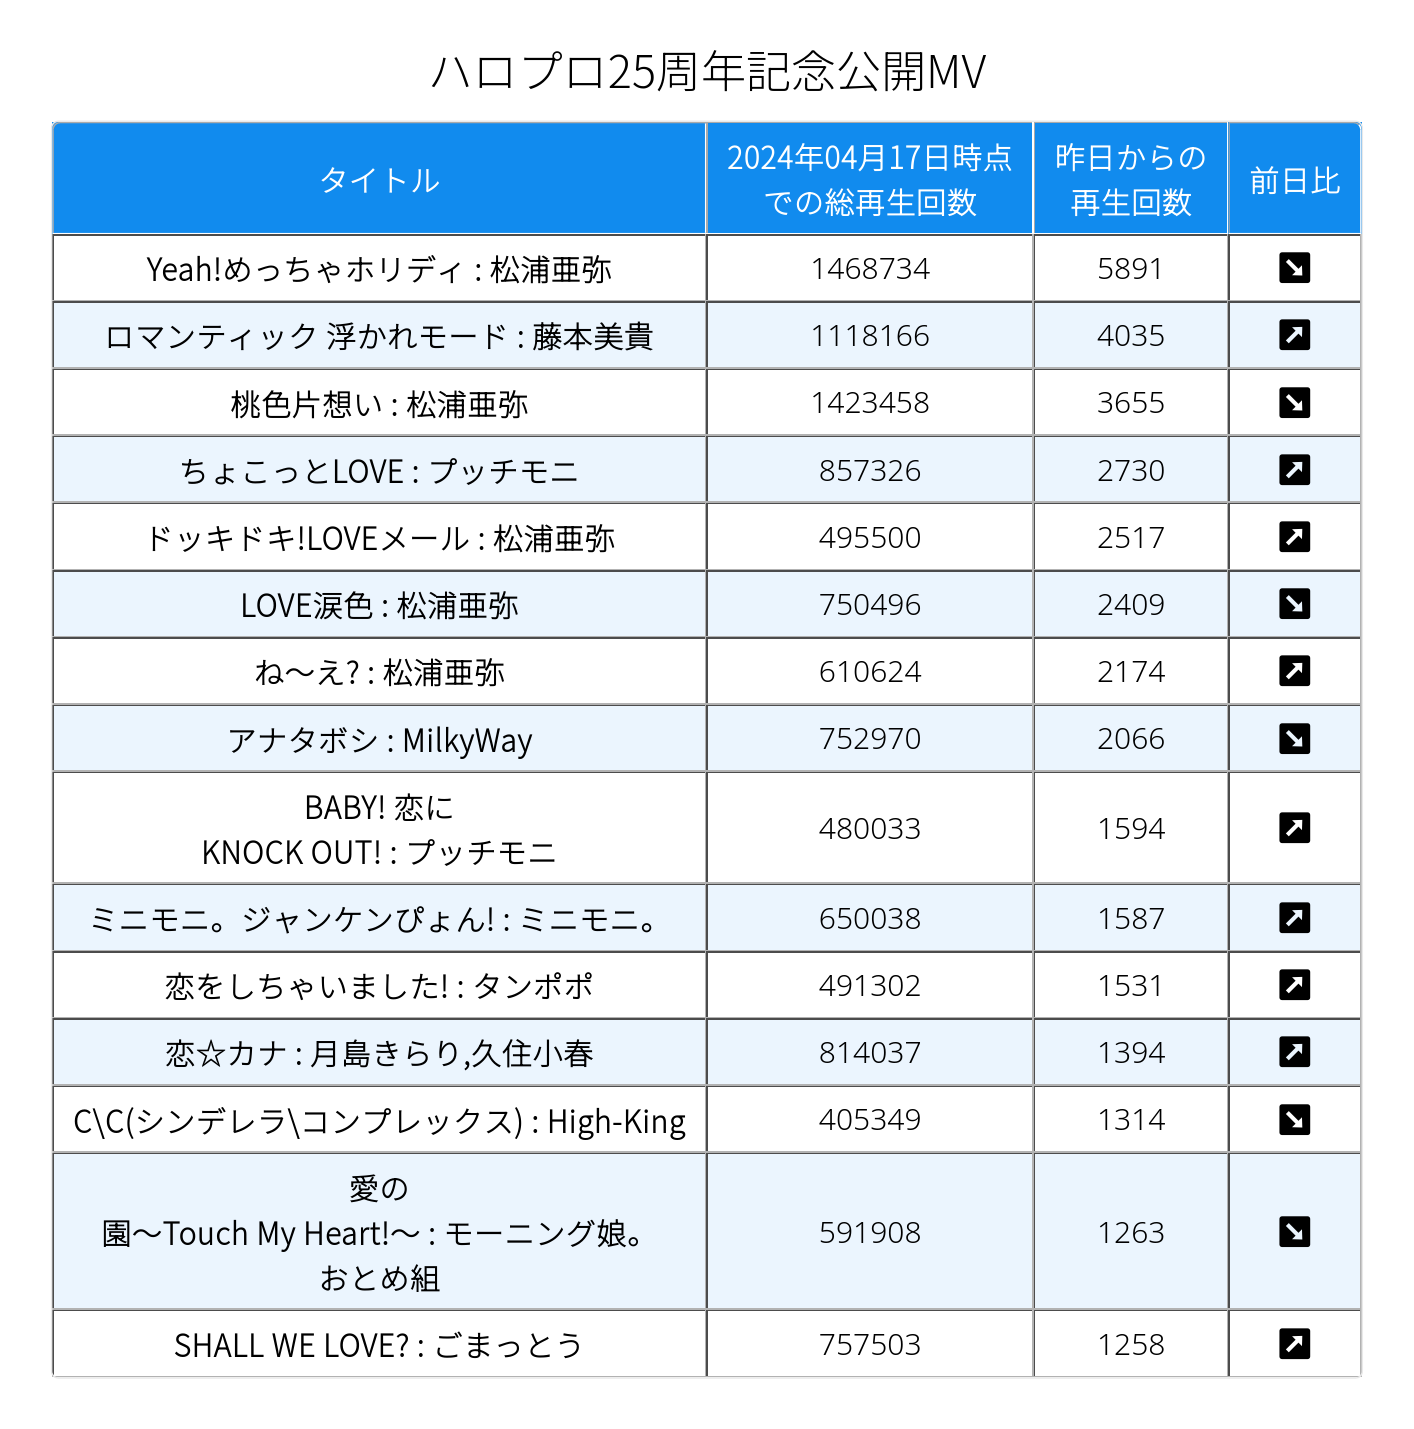 ハロプロ25周年記念公開MV
タイトル
2024年04月17日時点
での総再生回数
昨日からの
再生回数
前日比
Yeah!めっちゃホリディ : 松浦亜弥 1468734 5891 ↘
ロマンティック 浮かれモード : 藤本美貴 1118166 4035 ↗
桃色片想い : 松浦亜弥 1423458 3655 ↘
ちょこっとLOVE : プッチモニ 857326 2730 ↗
ドッキドキ!LOVEメール : 松浦亜弥 495500 2517 ↗
LOVE涙色 : 松浦亜弥 750496 2409 ↘
ね～え? : 松浦亜弥 610624 2174 ↗
アナタボシ : MilkyWay 752970 2066 ↘
BABY! 恋に
KNOCK OUT! : プッチモニ 480033 1594 ↗
ミニモニ。ジャンケンぴょん! : ミニモニ。 650038 1587 ↗
恋をしちゃいました! : タンポポ 491302 1531 ↗
恋☆カナ : 月島きらり,久住小春 814037 1394 ↗
C\C(シンデレラ\コンプレックス) : High-King 405349 1314 ↘
愛の
園～Touch My Heart!～ : モーニング娘。
おとめ組 591908 1263 ↘
SHALL WE LOVE? : ごまっとう 757503 1258 ↗